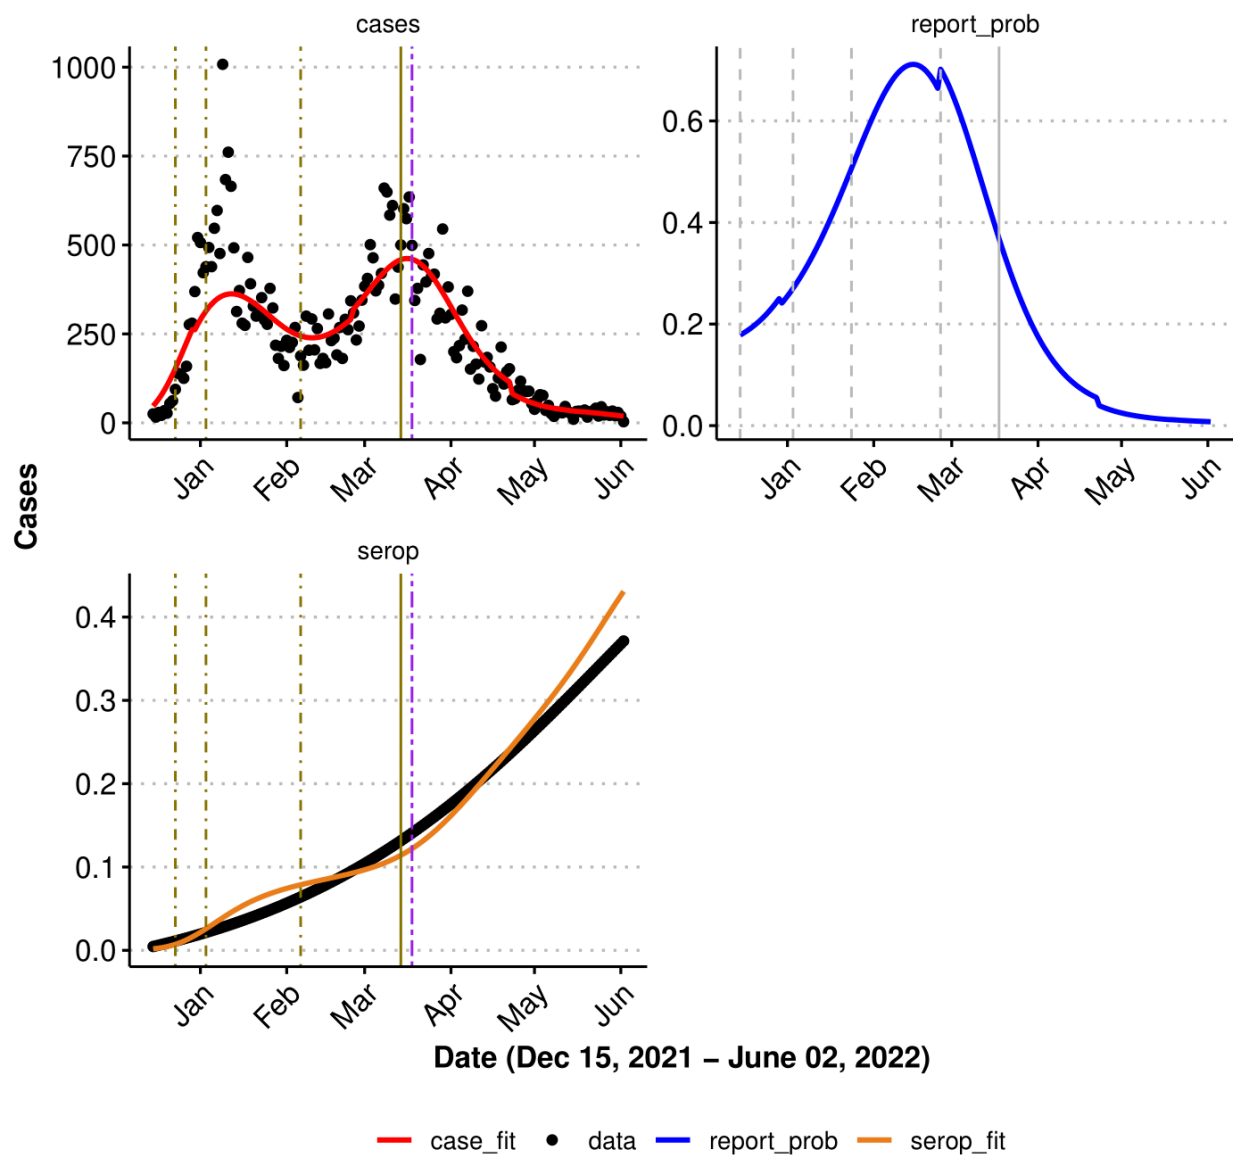 cases
report_prob
1000
750
500
250
0
Jan
Feb
Mar
Apr
May
Jun
0.6
0.4
0.2
0.0
Jan
Feb
Mar
Apr
May
Jun
Cases
serop
0.4
0.3
0.2
0.1
0.0
Jan
Feb
Mar
Apr
May
Jun
Date (Dec 15, 2021 − June 02, 2022)
case_fit data report_prob serop_fit